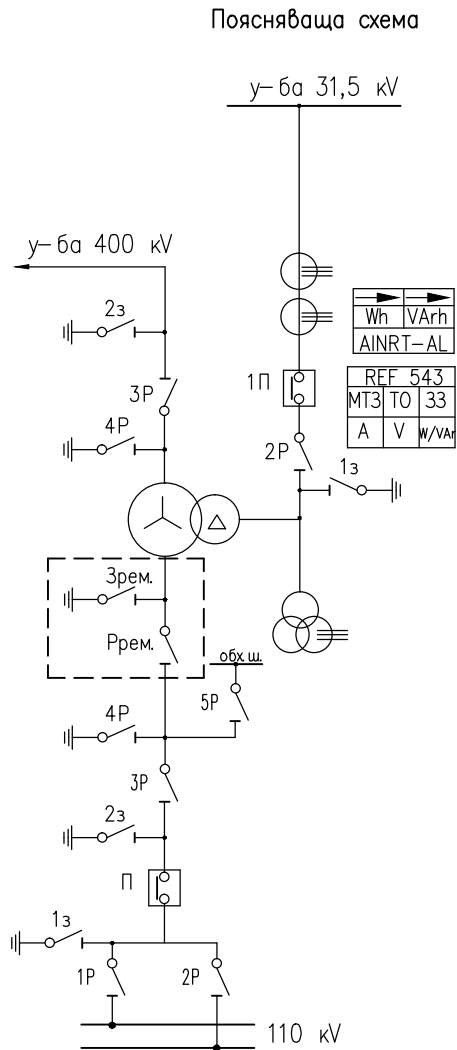 Поясняваща схема
у-ба 31,5 kV
у-ба 400 kV
2з
Wh VArh
AINRT-AL
3Р
1П
REF 543
МТЗ ТО 33
A V W/VAr
4Р
2Р
1з
Зрем.
Ррем.
обх.ш.
5Р
4Р
3Р
2з
П
1з
1Р 2Р
110 kV